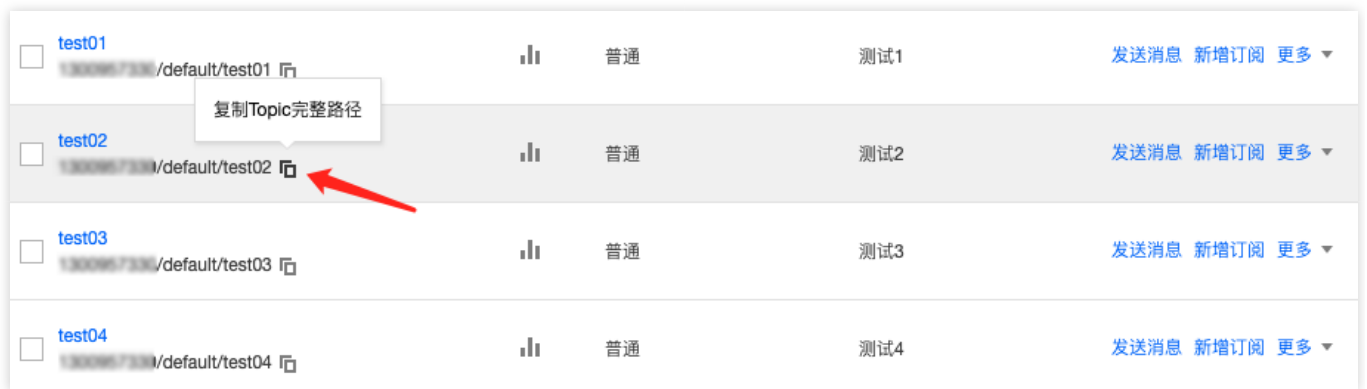 test01
/default/test01
普通
测试1
发送消息 新增订阅 更多
复制Topic完整路径
test02
/default/test02
普通
测试2
发送消息 新增订阅 更多
test03
/default/test03
普通
测试3
发送消息 新增订阅 更多
test04
/default/test04
普通
测试4
发送消息 新增订阅 更多